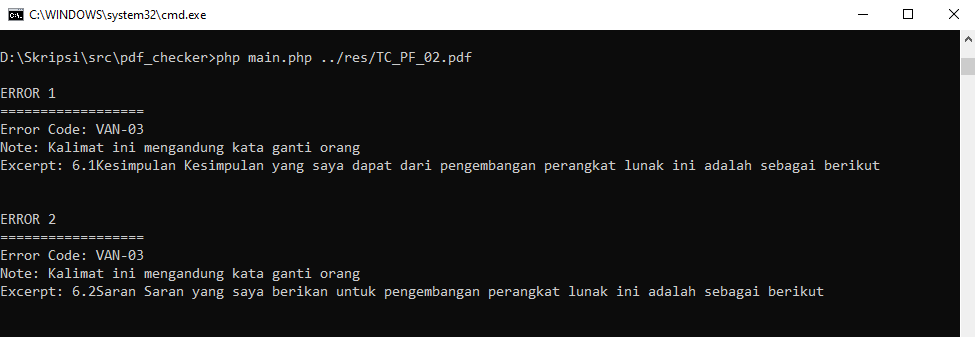 C:\WINDOWS\system32\cmd.exe
D:\Skripsi\src\pdf_checker>php main.php ../res/TC_PF_02.pdf
ERROR 1
==================
Error Code: VAN-03
Note: Kalimat ini mengandung kata ganti orang
Excerpt: 6.1Kesimpulan Kesimpulan yang saya dapat dari pengembangan perangkat lunak ini adalah sebagai berikut
ERROR 2
==================
Error Code: VAN-03
Note: Kalimat ini mengandung kata ganti orang
Excerpt: 6.2Saran Saran yang saya berikan untuk pengembangan perangkat lunak ini adalah sebagai berikut